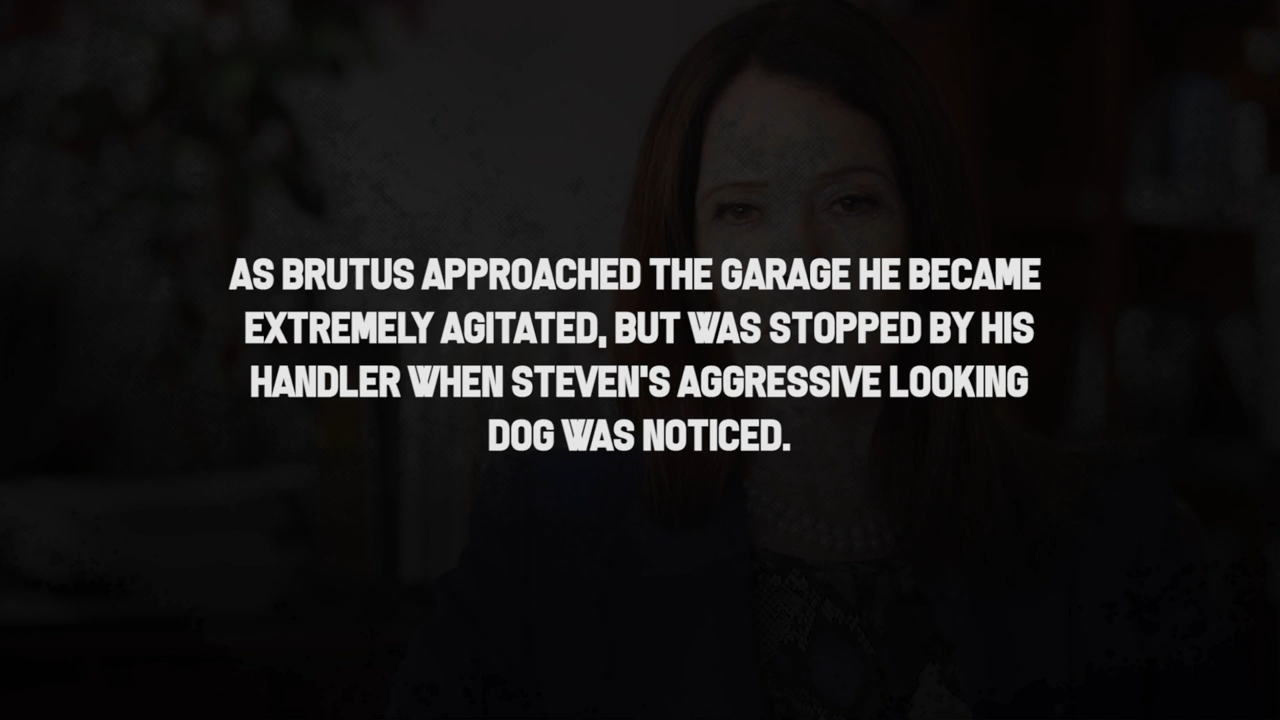 AS BRUTUS APPROACHED THE GARAGE HE BECAME
EXTREMELY AGITATED, BUT WAS STOPPED BY HIS
HANDLER WHEN STEVEN'S AGGRESSIVE LOOKING
DOG WAS NOTICED.